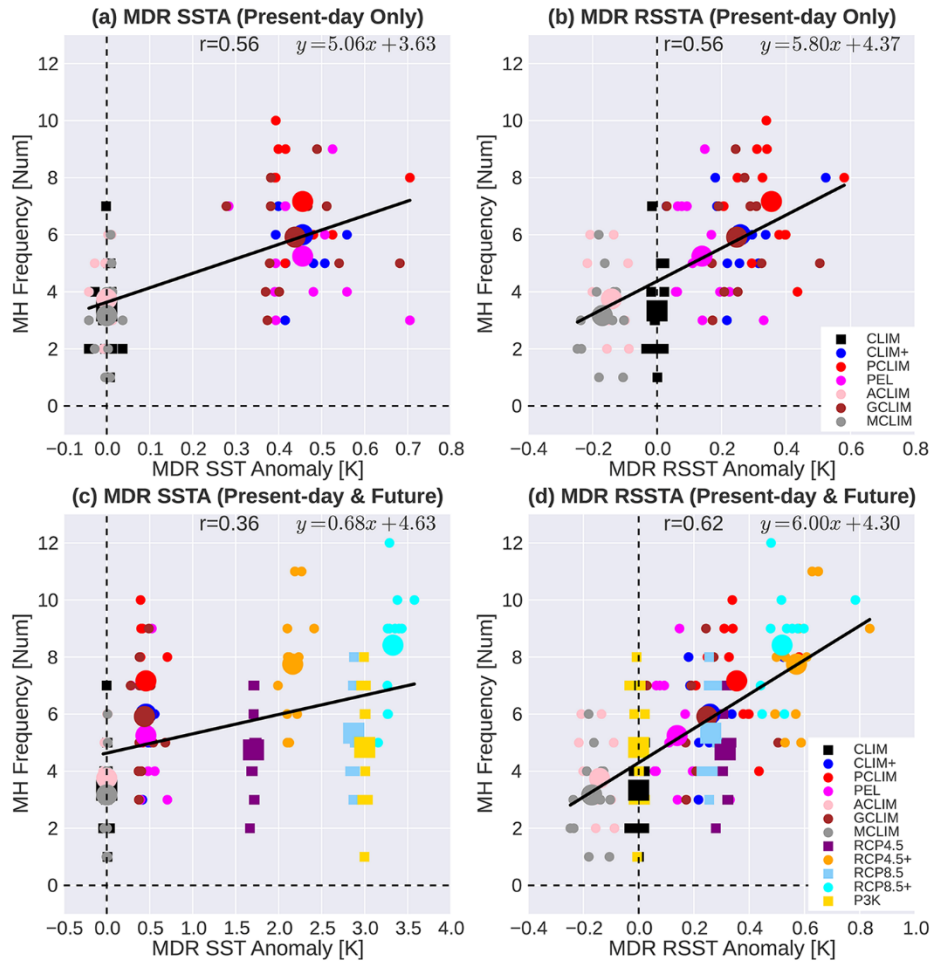 (a) MDR SSTA (Present-day Only)
r=0.56
y=5.06x+3.63
MH Frequency [Num]
12
10
8
6
4
2
0
−0.1
0.0
0.1
0.2
0.3
0.4
0.5
0.6
0.7
0.8
MDR SST Anomaly [K]
(b) MDR RSSTA (Present-day Only)
r=0.56
y=5.80x+4.37
MH Frequency [Num]
12
10
8
6
4
2
0
−0.4
−0.2
0.0
0.2
0.4
0.6
0.8
MDR RSST Anomaly [K]
CLIM
CLIM+
PCLIM
PEL
ACLIM
GCLIM
MCLIM
(c) MDR SSTA (Present-day & Future)
r=0.36
y=0.68x+4.63
MH Frequency [Num]
12
10
8
6
4
2
0
−0.5
0.0
0.5
1.0
1.5
2.0
2.5
3.0
3.5
4.0
MDR SST Anomaly [K]
(d) MDR RSSTA (Present-day & Future)
r=0.62
y=6.00x+4.30
MH Frequency [Num]
12
10
8
6
4
2
0
−0.4
−0.2
0.0
0.2
0.4
0.6
0.8
1.0
MDR RSST Anomaly [K]
CLIM
CLIM+
PCLIM
PEL
ACLIM
GCLIM
MCLIM
RCP4.5
RCP4.5+
RCP8.5
RCP8.5+
P3K